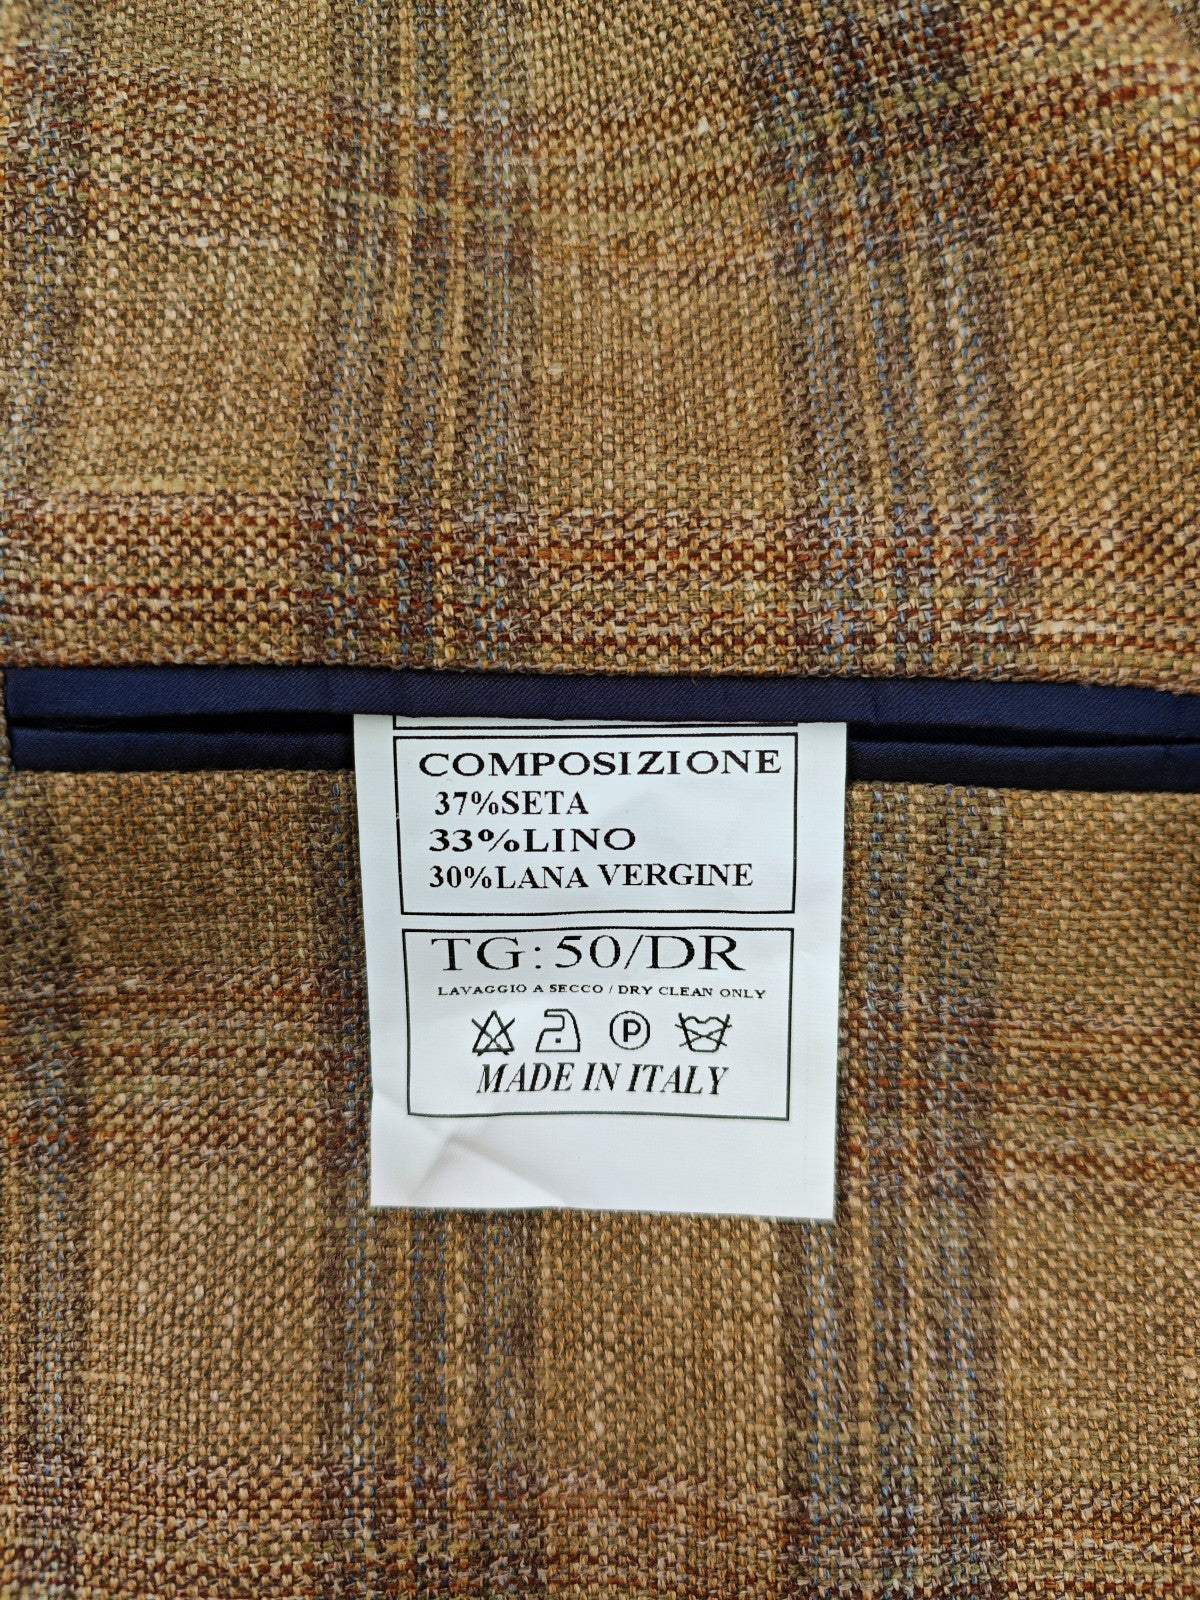 COMPOSIZIONE
37%SETA
33%LINO
30%LANA VERGINE
TG:50/DR
LAVAGGIO A SECCO / DRY CLEAN ONLY
P
MADE IN ITALY